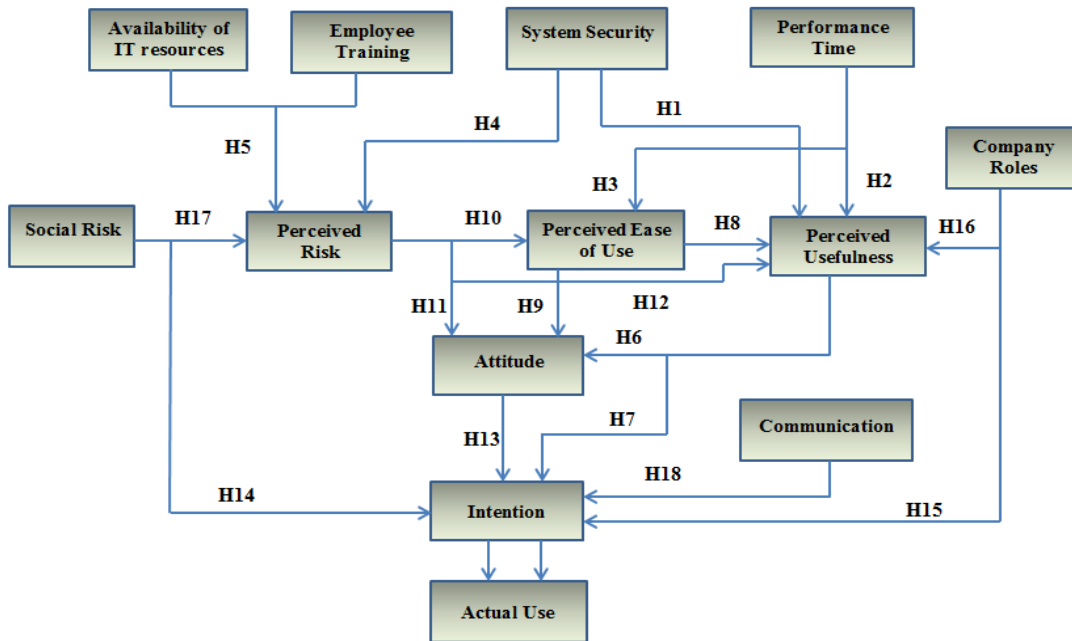 Availability of
IT resources
Employee
Training
System Security
Performance
Time
H4
H1
H5
Company
Roles
H3
H2
Social Risk
H17
Perceived
Risk
H10
Perceived Ease
of Use
H8
Perceived
Usefulness
H16
H11
H9
H12
H6
Attitude
H7
Communication
H13
H18
H14
Intention
H15
Actual Use